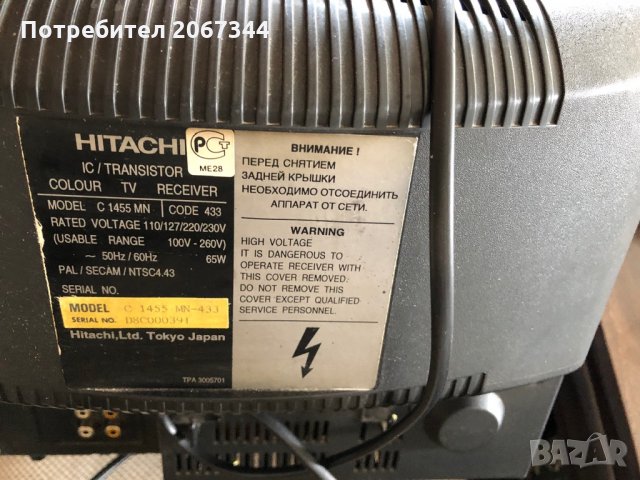 Потребител 2067344
HITACHI
РСТ
ME28
IC / TRANSISTOR
COLOUR TV RECEIVER
MODEL C 1455 MN CODE 433
RATED VOLTAGE 110/127/220/230V
(USABLE RANGE 100V - 260V)
~ 50Hz / 60Hz 65W
PAL / SECAM / NTSC4.43
SERIAL NO.
MODEL C 1455 MN-433
SERIAL NO. D8C000391
Hitachi,Ltd. Tokyo Japan
ВНИМАНИЕ !
ПЕРЕД СНЯТИЕМ
ЗАДНЕЙ КРЫШКИ
НЕОБХОДИМО ОТСОЕДИНИТЬ
АППАРАТ ОТ СЕТИ.
WARNING
HIGH VOLTAGE
IT IS DANGEROUS TO
OPERATE RECEIVER WITH
THIS COVER REMOVED.
DO NOT REMOVE THIS
COVER EXCEPT QUALIFIED
SERVICE PERSONNEL.
TPA 3005701
BAZAR